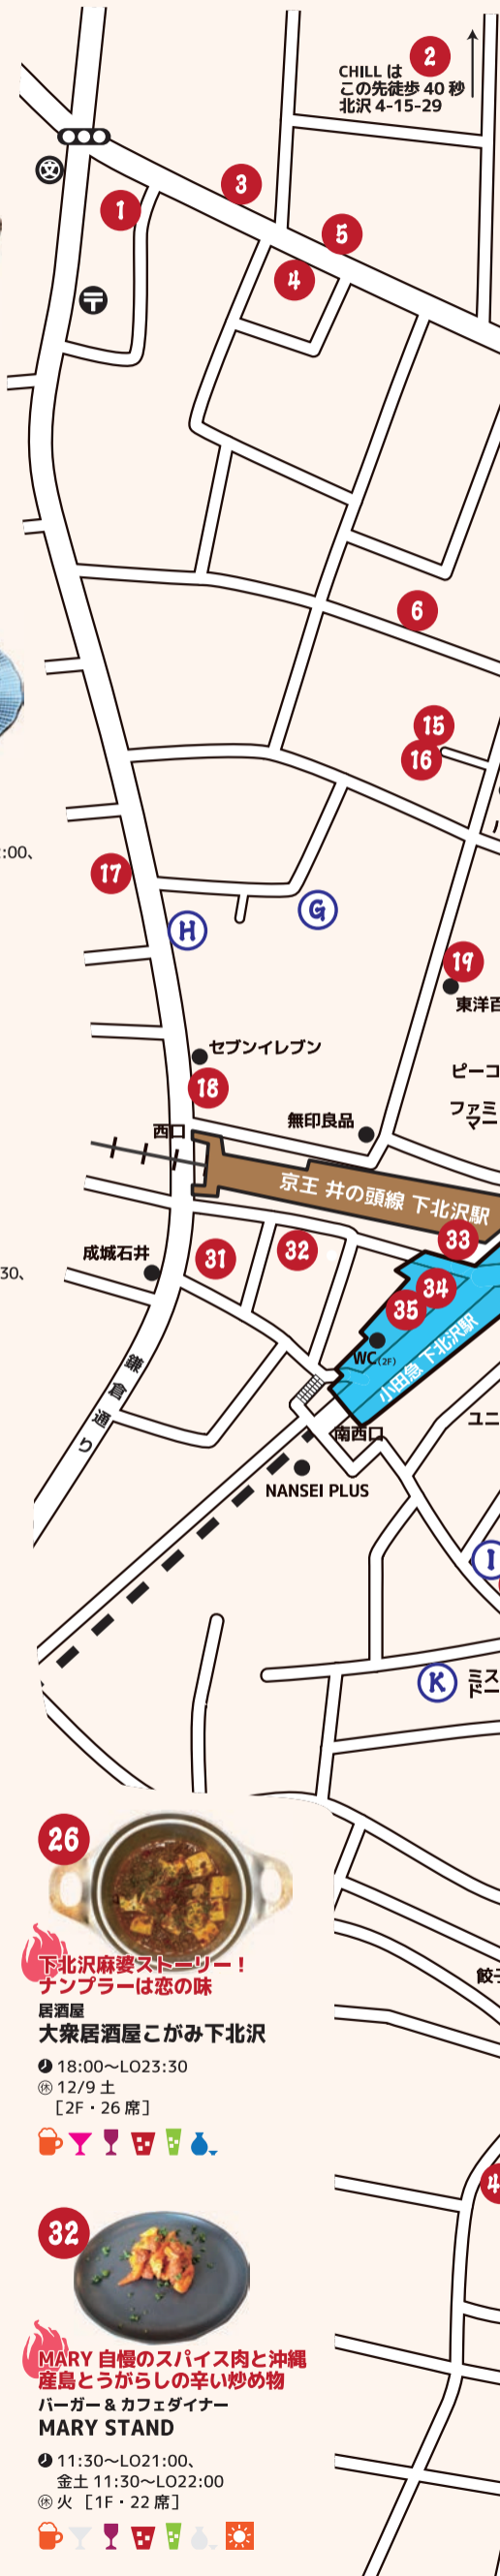 2
CHILL は
この先徒歩 40 秒
北沢 4-15-29
文
1
3
5
4
〒
6
15
16
:00、
17
H
G
19
東洋百
セブンイレブン
ピーコ
18
ファミ
マー
無印良品
西口
京王 井の頭線 下北沢駅
33
成城石井
31
32
30、
34
35
WC(2F)
小田急 下北沢駅
鎌倉通り
ユニ
南西口
NANSEI PLUS
I
K
ミス
ドー
26
下北沢麻婆ストーリー！
ナンプラーは恋の味
餃子
居酒屋
大衆居酒屋こがみ下北沢
18:00〜LO23:30
㊡ 12/9 土
［2F・26 席］
4
32
MARY 自慢のスパイス肉と沖縄
産島とうがらしの辛い炒め物
バーガー & カフェダイナー
MARY STAND
11:30〜LO21:00、
金土 11:30〜LO22:00
㊡ 火 ［1F・22 席］